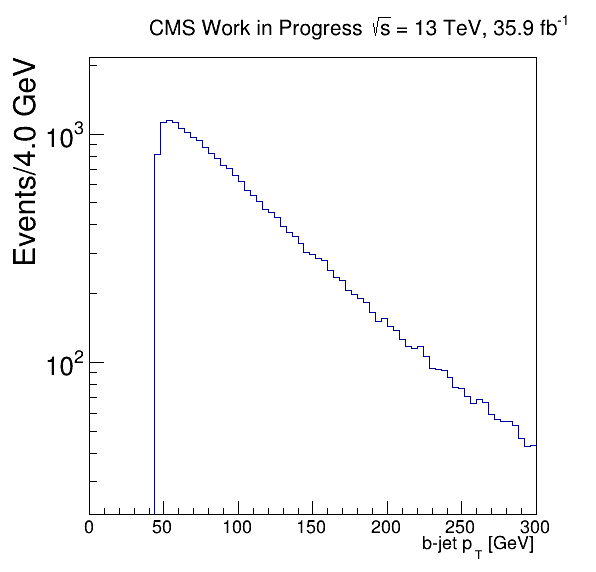 CMS Work in Progress √s = 13 TeV, 35.9 fb⁻¹
Events/4.0 GeV
10³
10²
0 50 100 150 200 250 300
b-jet p_T [GeV]